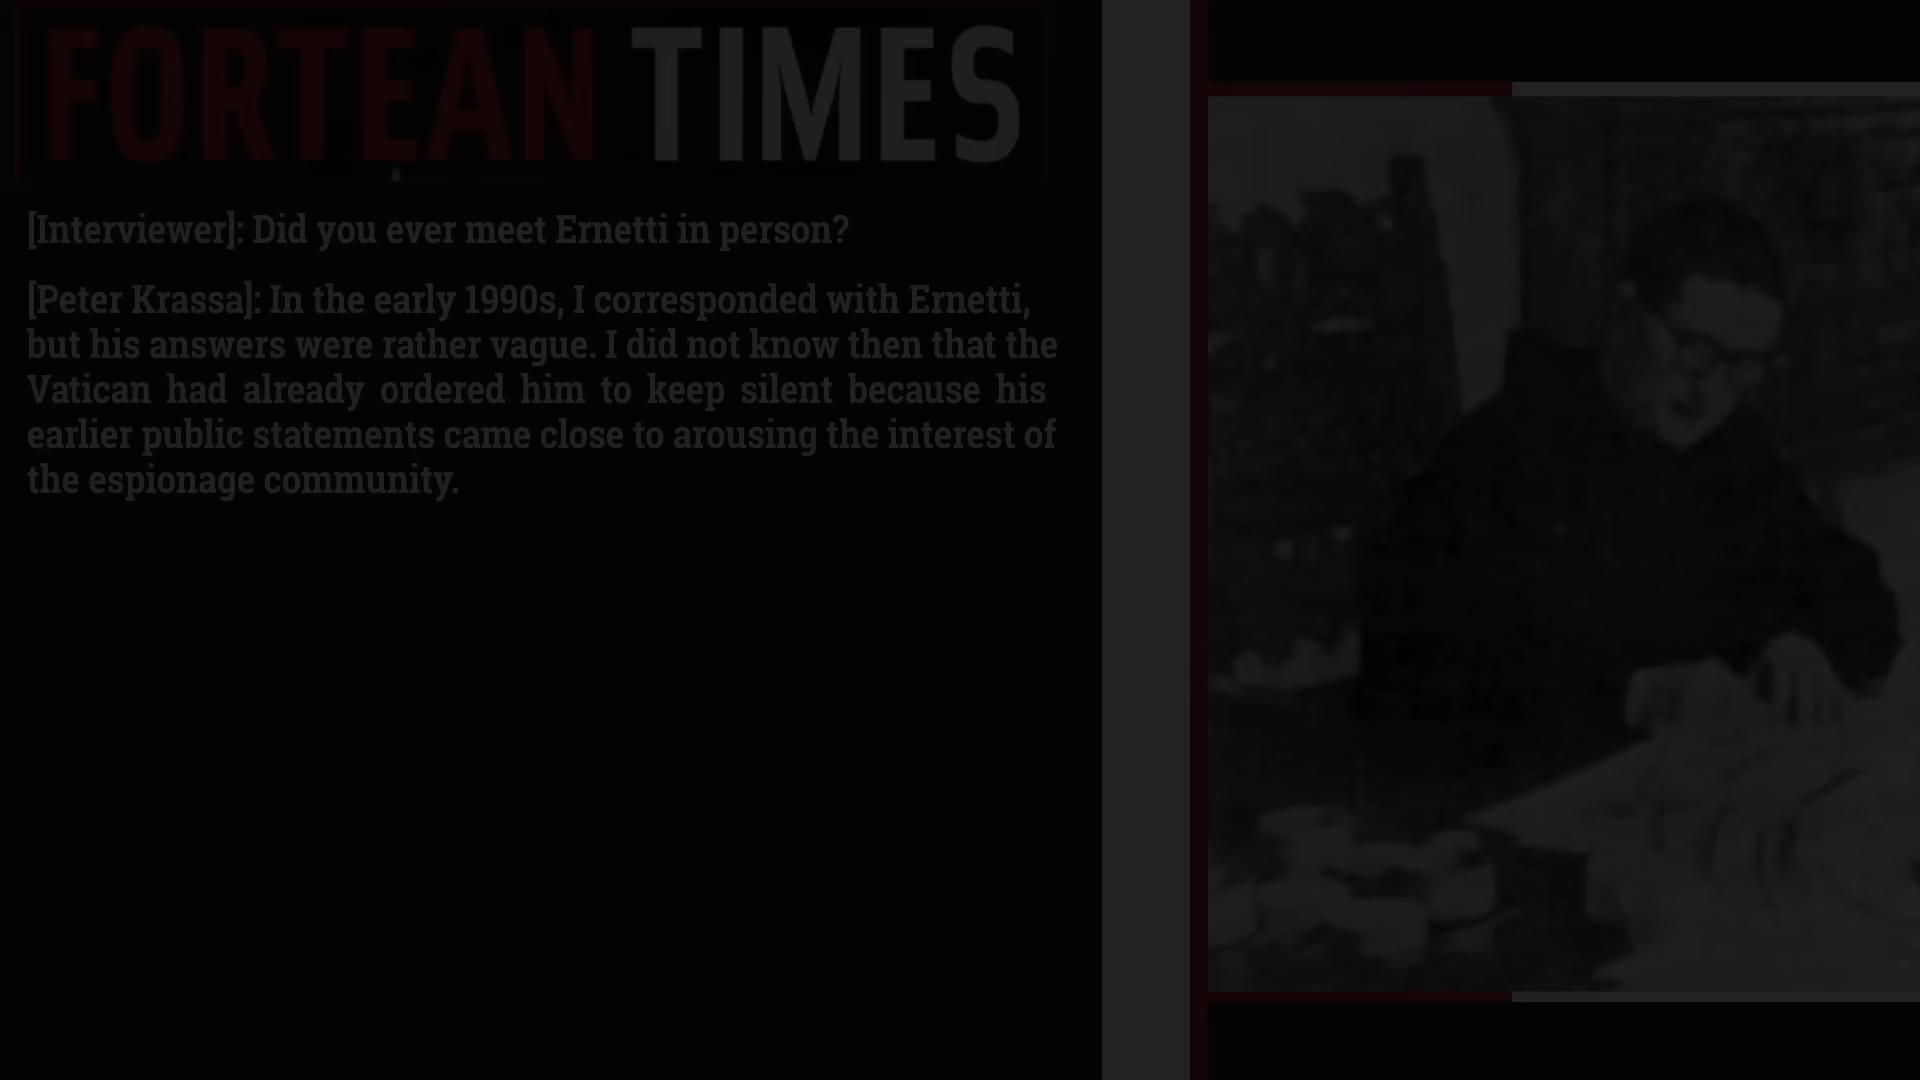 FORTEAN TIMES
[Interviewer]: Did you ever meet Ernetti in person?
[Peter Krassa]: In the early 1990s, I corresponded with Ernetti,
but his answers were rather vague. I did not know then that the
Vatican had already ordered him to keep silent because his
earlier public statements came close to arousing the interest of
the espionage community.